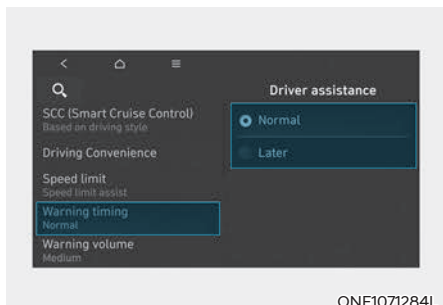 Driver assistance
SCC (Smart Cruise Control)
Based on driving style
Driving Convenience
Speed limit
Speed limit assist
Warning timing
Normal
Warning volume
Medium
Normal
Later
ONE1071284L